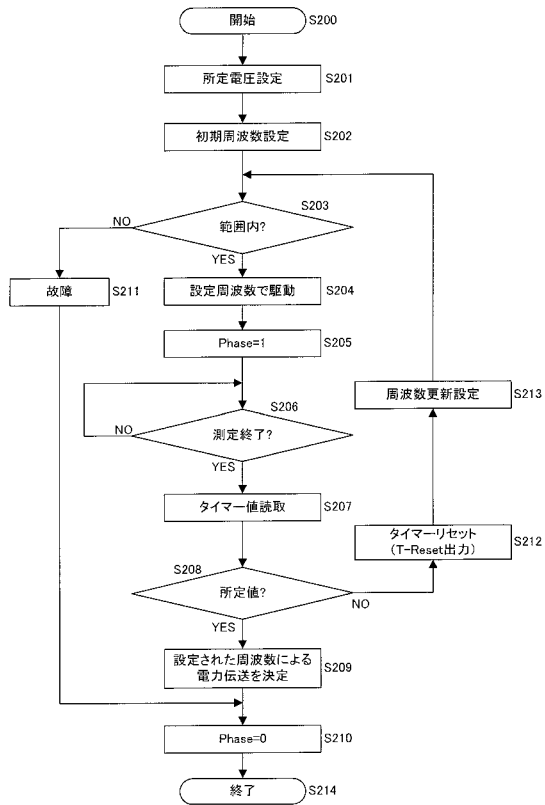 開始
S200
所定電圧設定
S201
初期周波数設定
S202
S203
範囲内?
NO
YES
故障
S211
設定周波数で駆動
S204
Phase=1
S205
S206
測定終了?
NO
YES
周波数更新設定
S213
タイマー値読取
S207
タイマーリセット
(T-Reset出力)
S212
S208
所定値?
NO
YES
設定された周波数による
電力伝送を決定
S209
Phase=0
S210
終了
S214